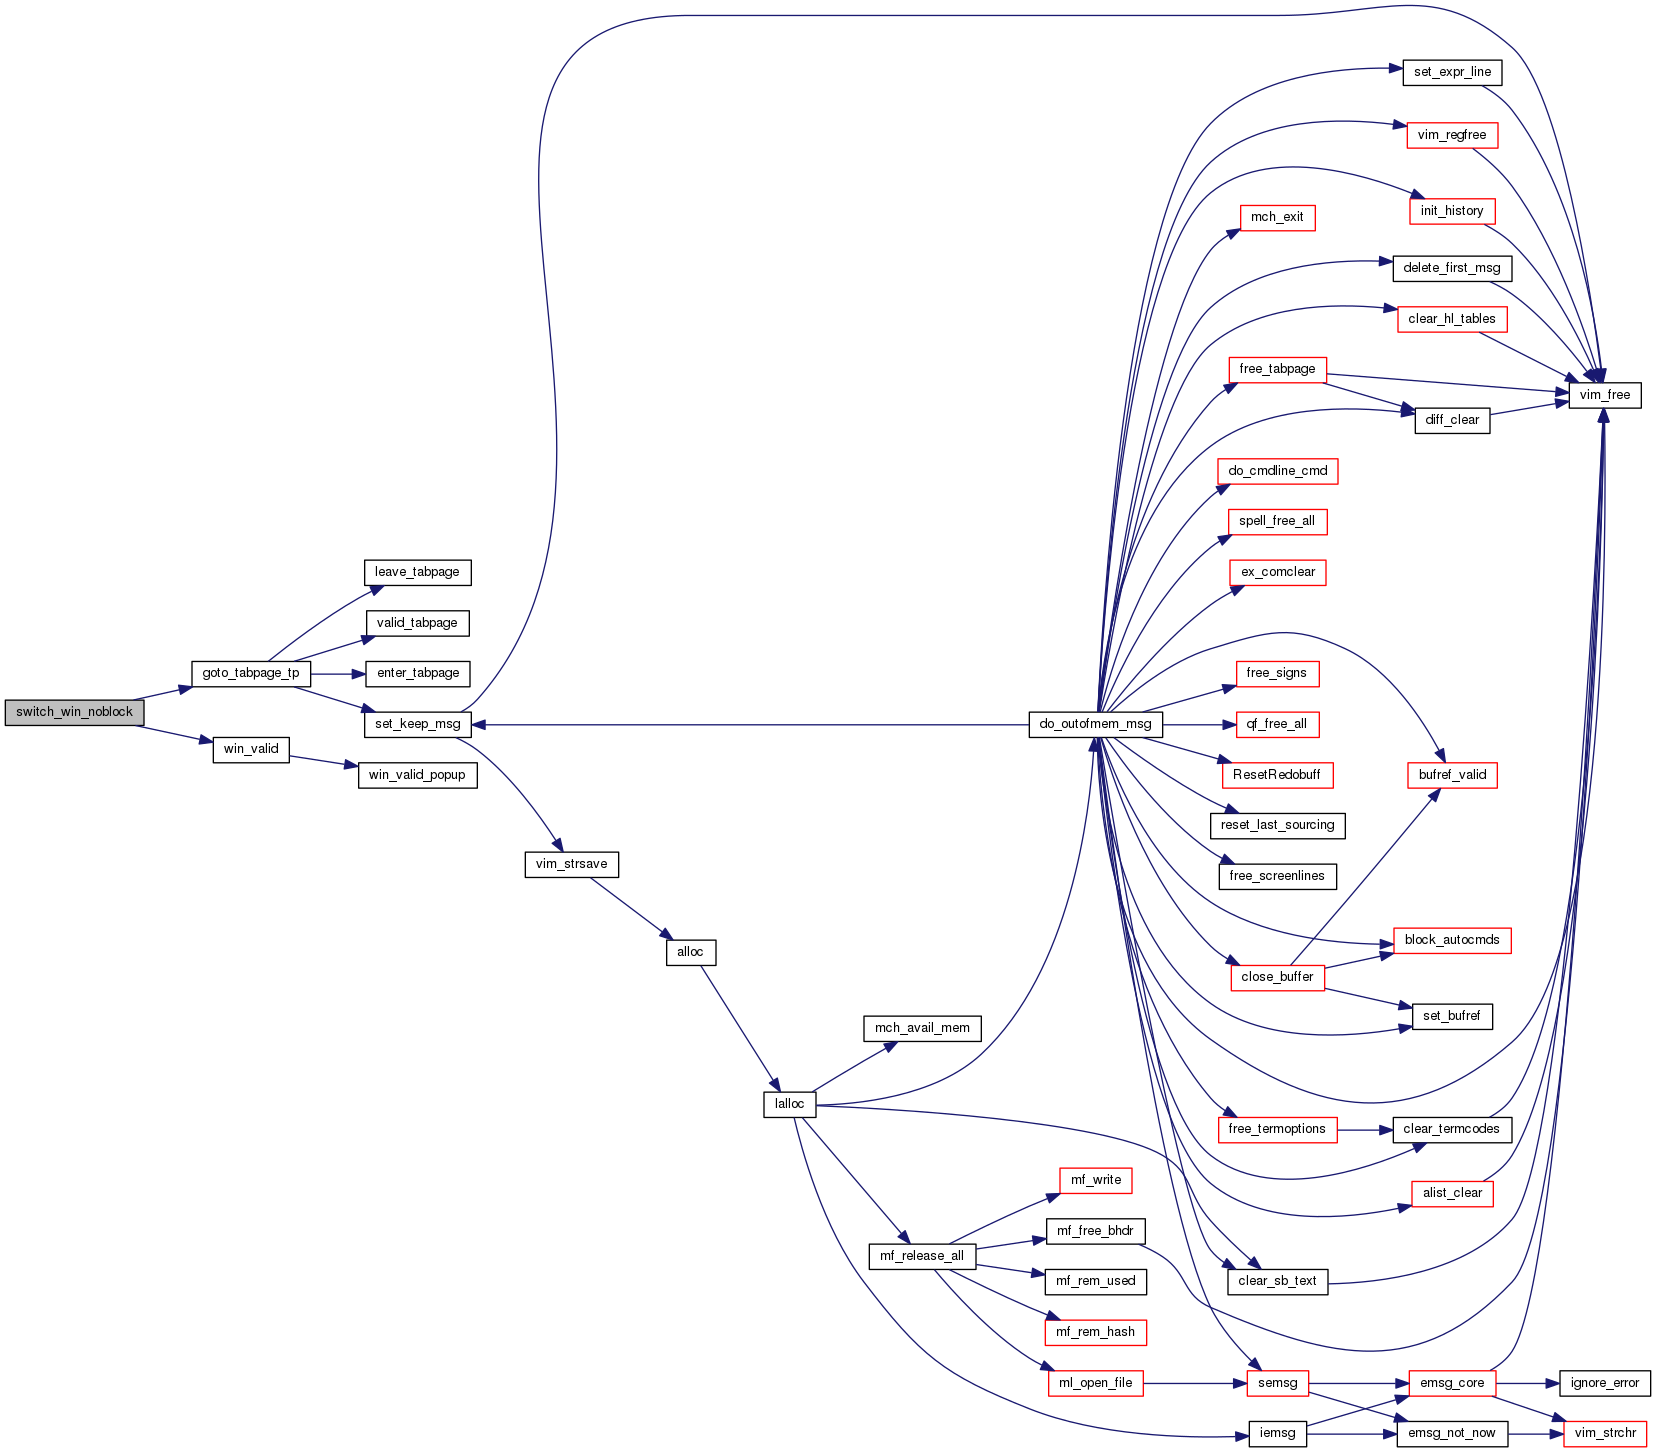 switch_win_noblock
goto_tabpage_tp
win_valid
leave_tabpage
valid_tabpage
enter_tabpage
set_keep_msg
win_valid_popup
vim_strsave
alloc
lalloc
mch_avail_mem
mf_release_all
do_outofmem_msg
mf_write
mf_free_bhdr
mf_rem_used
mf_rem_hash
ml_open_file
mch_exit
free_tabpage
do_cmdline_cmd
spell_free_all
ex_comclear
free_signs
qf_free_all
ResetRedobuff
reset_last_sourcing
free_screenlines
close_buffer
free_termoptions
clear_sb_text
semsg
iemsg
set_expr_line
vim_regfree
init_history
delete_first_msg
clear_hl_tables
diff_clear
bufref_valid
block_autocmds
set_bufref
clear_termcodes
alist_clear
emsg_core
emsg_not_now
vim_free
ignore_error
vim_strchr